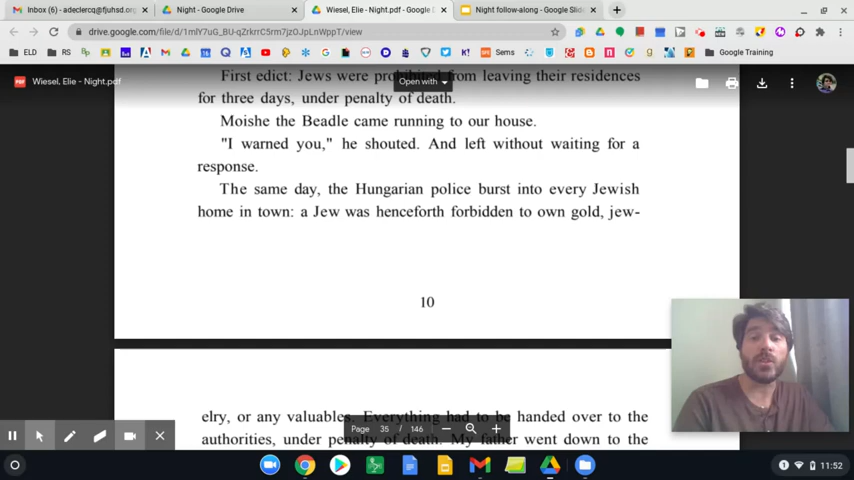 Inbox (6) - adeclercq@fjuhsd.org
Night - Google Drive
Wiesel, Elie - Night.pdf - Google D
Night follow-along - Google Slides
drive.google.com/file/d/1mlY7uG_BU-qZrkrrC5rm7jzOJpLnWppT/view
ELD
RS
Sems
Google Training
Wiesel, Elie - Night.pdf
Open with
First edict: Jews were prohibited from leaving their residences
for three days, under penalty of death.
Moishe the Beadle came running to our house.
"I warned you," he shouted. And left without waiting for a
response.
The same day, the Hungarian police burst into every Jewish
home in town: a Jew was henceforth forbidden to own gold, jew-
10
elry, or any valuables. Everything had to be handed over to the
authorities, under penalty of death. My father went down to the
Page 35 / 146
11:52